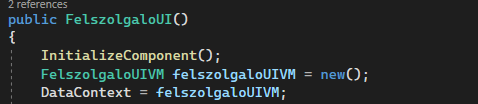 2 references
public FelszolgaloUI()
{
InitializeComponent();
FelszolgaloUIVM felszolgaloUIVM = new();
DataContext = felszolgaloUIVM;